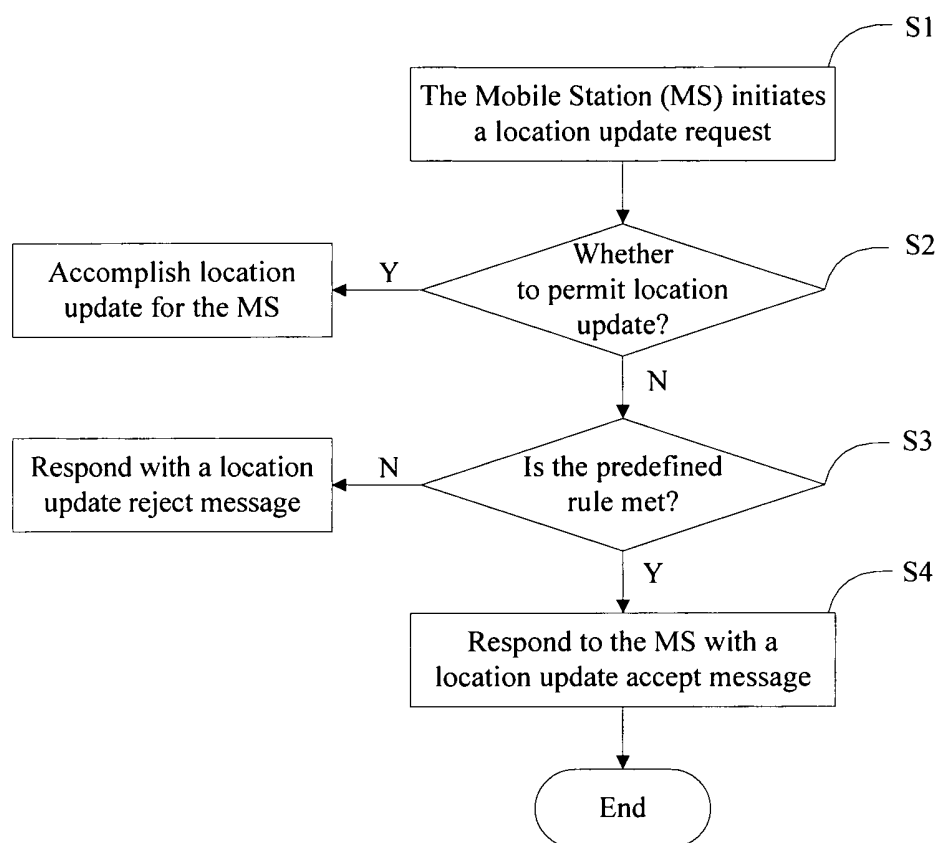 S1
The Mobile Station (MS) initiates
a location update request
S2
Whether
to permit location
update?
Y
Accomplish location
update for the MS
N
S3
Is the predefined
rule met?
N
Respond with a location
update reject message
Y
S4
Respond to the MS with a
location update accept message
End